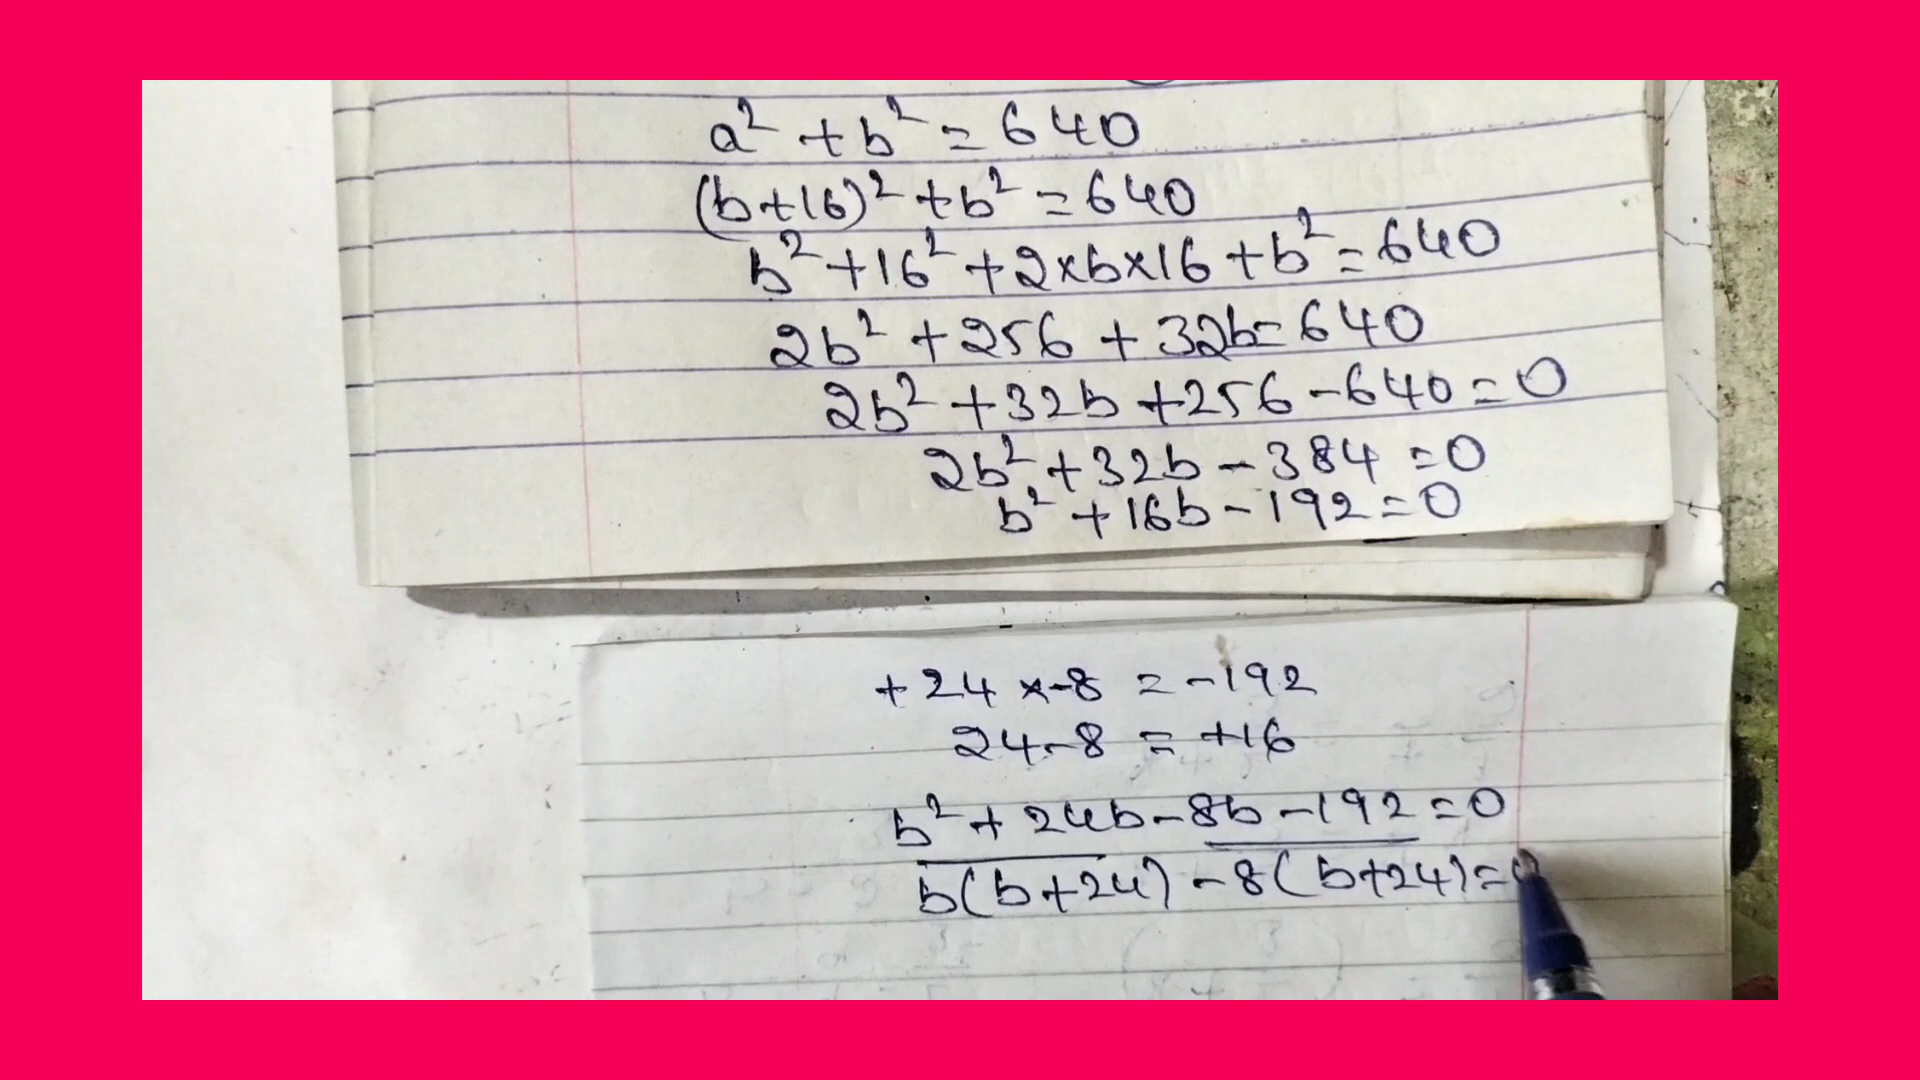 a² + b² = 640
(b+16)² + b² = 640
b² + 16² + 2×b×16 + b² = 640
2b² + 256 + 32b = 640
2b² + 32b + 256 - 640 = 0
2b² + 32b - 384 = 0
b² + 16b - 192 = 0
+ 24 × -8 = -192
24 - 8 = +16
b² + 24b - 8b - 192 = 0
b(b+24) - 8(b+24) = 0